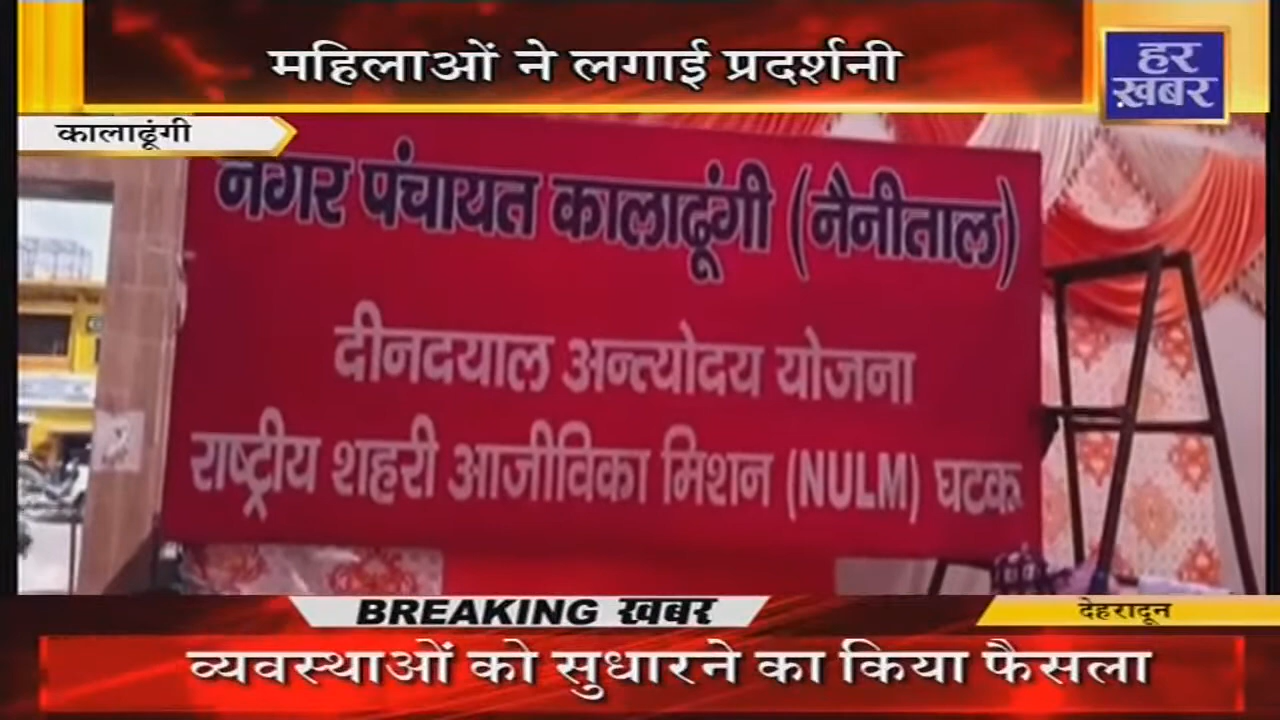 महिलाओं ने लगाई प्रदर्शनी
हर
ख़बर
कालाढूंगी
नगर पंचायत कालाढूंगी (नैनीताल)
दीनदयाल अन्त्योदय योजना
राष्ट्रीय शहरी आजीविका मिशन (NULM) घटक
BREAKING खबर
देहरादून
व्यवस्थाओं को सुधारने का किया फैसला